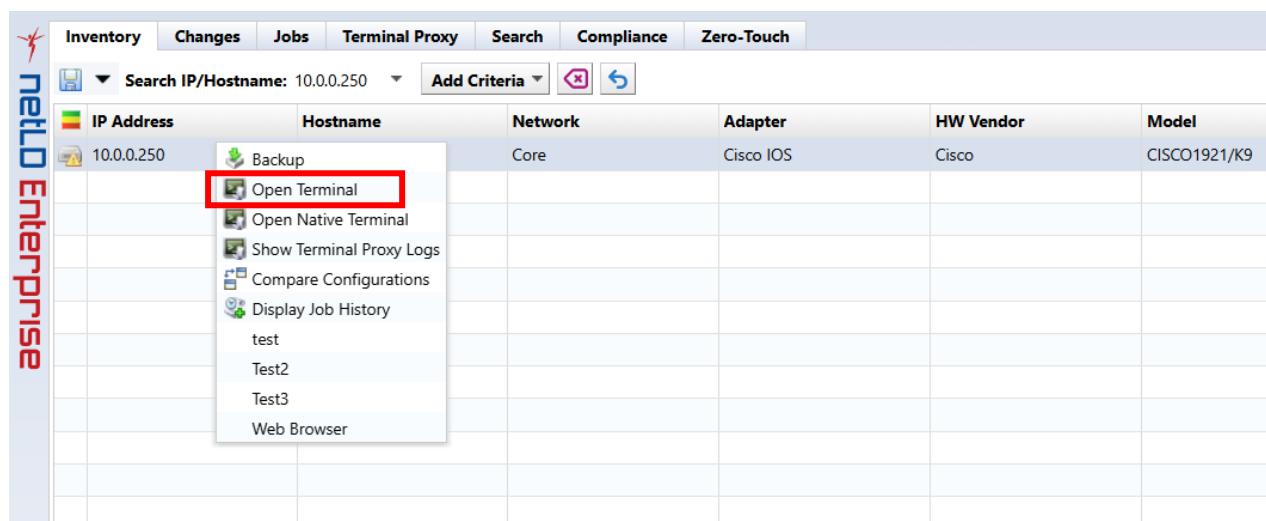 Inventory Changes Jobs Terminal Proxy Search Compliance Zero-Touch
Search IP/Hostname: 10.0.0.250 Add Criteria
IP Address Hostname Network Adapter HW Vendor Model
10.0.0.250 Core Cisco IOS Cisco CISCO1921/K9
Backup
Open Terminal
Open Native Terminal
Show Terminal Proxy Logs
Compare Configurations
Display Job History
test
Test2
Test3
Web Browser
netLD Enterprise